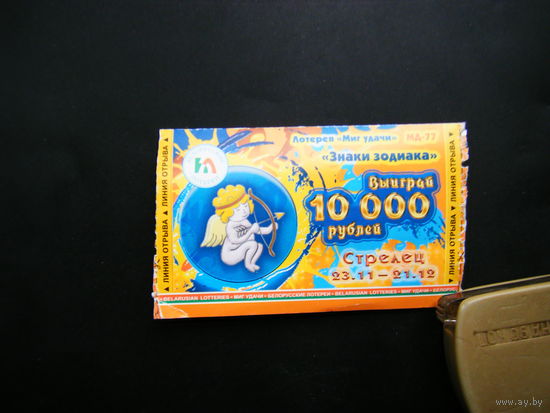 Лотерея «Миг удачи» МД-77
«Знаки зодиака»
Выиграй
10 000
рублей
Стрелец
23.11 – 21.12
▲ ЛИНИЯ ОТРЫВА ▲ ЛИНИЯ ОТРЫВА ▲
▲ ЛИНИЯ ОТРЫВА ▲ ЛИНИЯ ОТРЫВА ▲
• BELARUSIAN LOTTERIES • МИГ УДАЧИ • БЕЛОРУССКИЕ ЛОТЕРЕИ • BELARUSIAN LOTTERIES • МИГ УДАЧИ • БЕЛОРУС
© www.ay.by